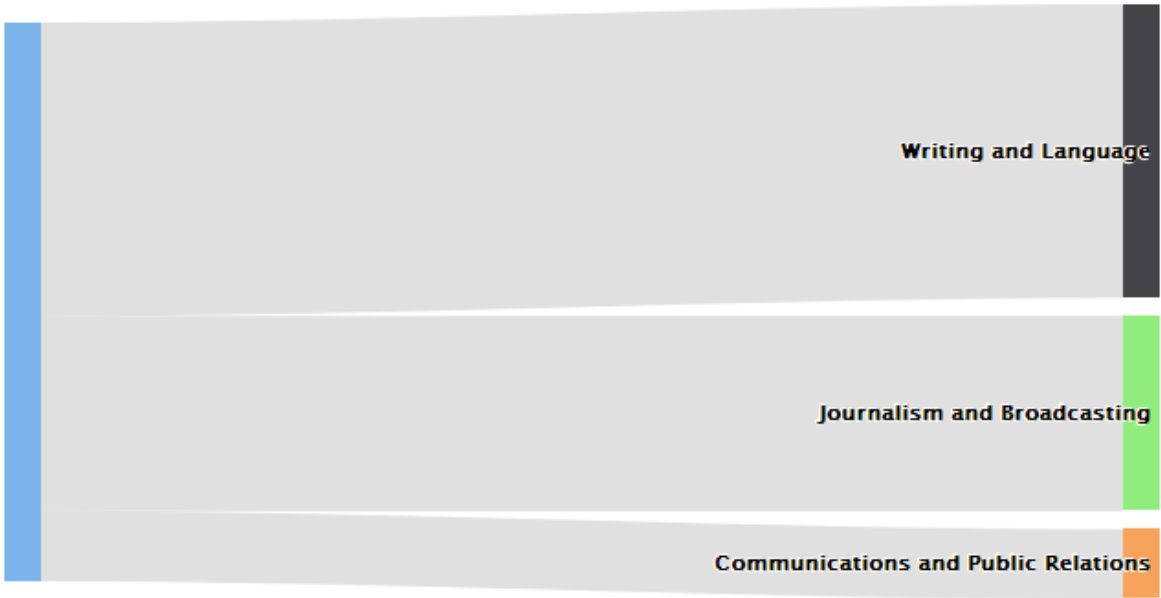 Writing and Language
Journalism and Broadcasting
Communications and Public Relations